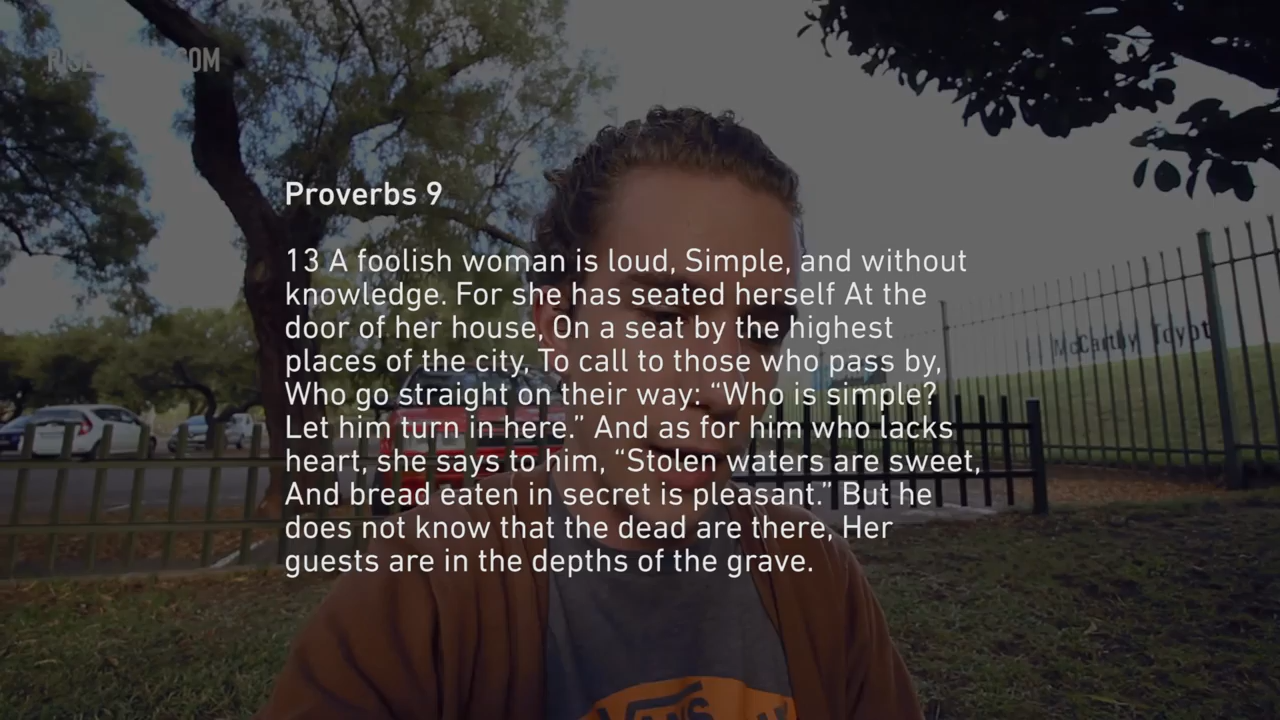 Proverbs 9
13 A foolish woman is loud, Simple, and without
knowledge. For she has seated herself At the
door of her house, On a seat by the highest
places of the city, To call to those who pass by,
Who go straight on their way: “Who is simple?
Let him turn in here.” And as for him who lacks
heart, she says to him, “Stolen waters are sweet,
And bread eaten in secret is pleasant.” But he
does not know that the dead are there, Her
guests are in the depths of the grave.
McCarthy Toyot
VANS